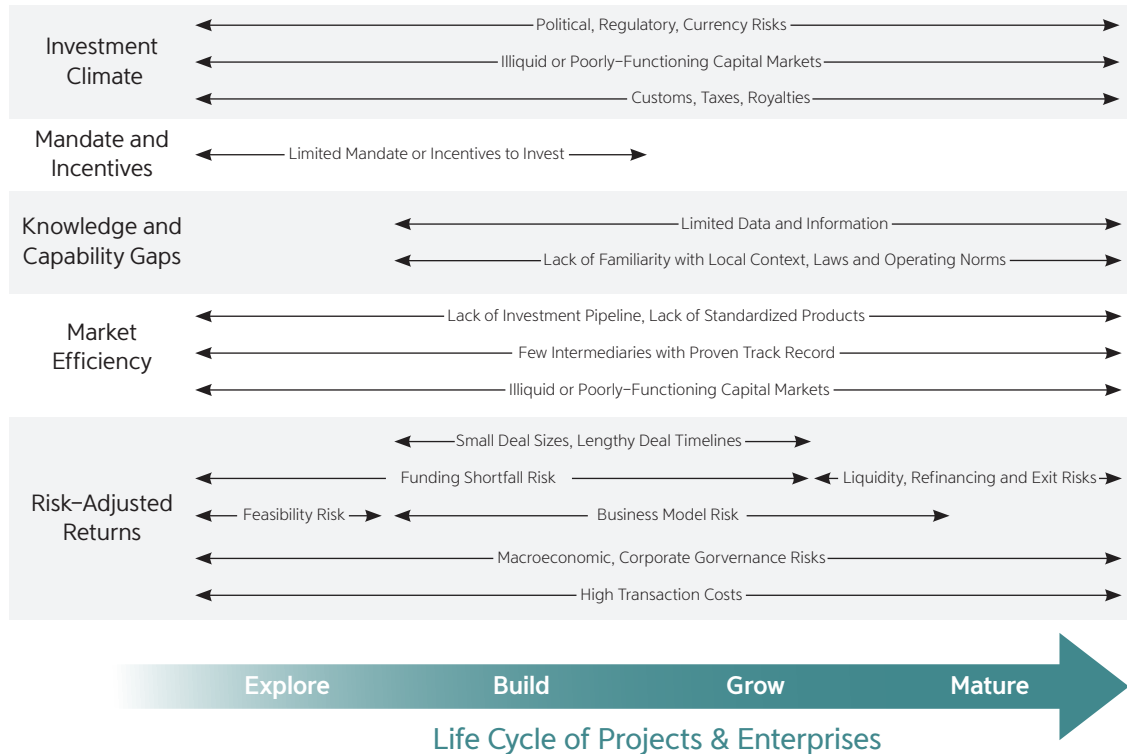 Investment
Climate
Political, Regulatory, Currency Risks
Illiquid or Poorly-Functioning Capital Markets
Customs, Taxes, Royalties
Mandate and
Incentives
Limited Mandate or Incentives to Invest
Knowledge and
Capability Gaps
Limited Data and Information
Lack of Familiarity with Local Context, Laws and Operating Norms
Market
Efficiency
Lack of Investment Pipeline, Lack of Standardized Products
Few Intermediaries with Proven Track Record
Illiquid or Poorly-Functioning Capital Markets
Risk-Adjusted
Returns
Small Deal Sizes, Lengthy Deal Timelines
Funding Shortfall Risk
Liquidity, Refinancing and Exit Risks
Feasibility Risk
Business Model Risk
Macroeconomic, Corporate Gorvernance Risks
High Transaction Costs
Explore
Build
Grow
Mature
Life Cycle of Projects & Enterprises